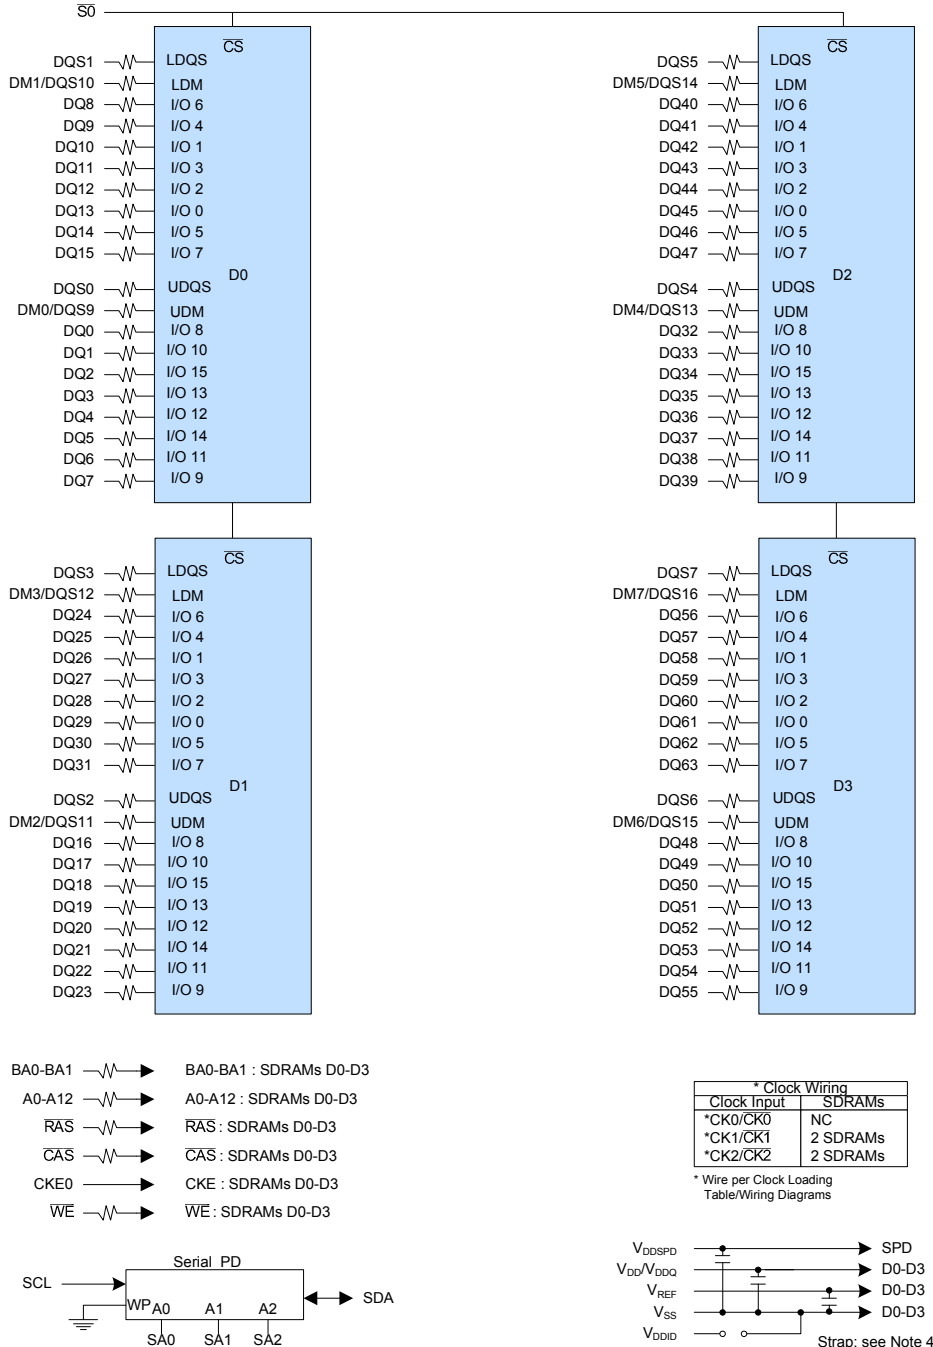 S0
CS
DQS1 LDQS
DM1/DQS10 LDM
DQ8 I/O 6
DQ9 I/O 4
DQ10 I/O 1
DQ11 I/O 3
DQ12 I/O 2
DQ13 I/O 0
DQ14 I/O 5
DQ15 I/O 7
D0
DQS0 UDQS
DM0/DQS9 UDM
DQ0 I/O 8
DQ1 I/O 10
DQ2 I/O 15
DQ3 I/O 13
DQ4 I/O 12
DQ5 I/O 14
DQ6 I/O 11
DQ7 I/O 9
CS
DQS5 LDQS
DM5/DQS14 LDM
DQ40 I/O 6
DQ41 I/O 4
DQ42 I/O 1
DQ43 I/O 3
DQ44 I/O 2
DQ45 I/O 0
DQ46 I/O 5
DQ47 I/O 7
D2
DQS4 UDQS
DM4/DQS13 UDM
DQ32 I/O 8
DQ33 I/O 10
DQ34 I/O 15
DQ35 I/O 13
DQ36 I/O 12
DQ37 I/O 14
DQ38 I/O 11
DQ39 I/O 9
CS
DQS3 LDQS
DM3/DQS12 LDM
DQ24 I/O 6
DQ25 I/O 4
DQ26 I/O 1
DQ27 I/O 3
DQ28 I/O 2
DQ29 I/O 0
DQ30 I/O 5
DQ31 I/O 7
D1
DQS2 UDQS
DM2/DQS11 UDM
DQ16 I/O 8
DQ17 I/O 10
DQ18 I/O 15
DQ19 I/O 13
DQ20 I/O 12
DQ21 I/O 14
DQ22 I/O 11
DQ23 I/O 9
CS
DQS7 LDQS
DM7/DQS16 LDM
DQ56 I/O 6
DQ57 I/O 4
DQ58 I/O 1
DQ59 I/O 3
DQ60 I/O 2
DQ61 I/O 0
DQ62 I/O 5
DQ63 I/O 7
D3
DQS6 UDQS
DM6/DQS15 UDM
DQ48 I/O 8
DQ49 I/O 10
DQ50 I/O 15
DQ51 I/O 13
DQ52 I/O 12
DQ53 I/O 14
DQ54 I/O 11
DQ55 I/O 9
BA0-BA1 BA0-BA1 : SDRAMs D0-D3
A0-A12 A0-A12 : SDRAMs D0-D3
RAS RAS : SDRAMs D0-D3
CAS CAS : SDRAMs D0-D3
CKE0 CKE : SDRAMs D0-D3
WE WE : SDRAMs D0-D3
* Clock Wiring
Clock Input SDRAMs
*CK0/CK0 NC
*CK1/CK1 2 SDRAMs
*CK2/CK2 2 SDRAMs
* Wire per Clock Loading
Table/Wiring Diagrams
Serial PD
SCL
WP A0 A1 A2
SDA
SA0 SA1 SA2
VDDSPD SPD
VDD/VDDQ D0-D3
VREF D0-D3
VSS D0-D3
VDDID
Strap: see Note 4